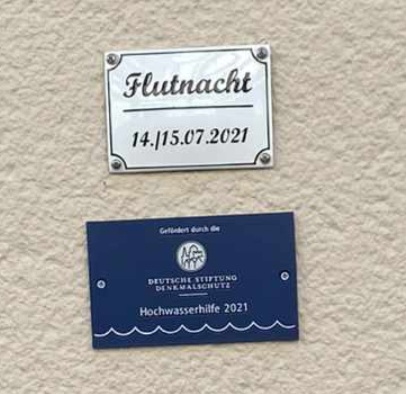 Flutnacht
14./15.07.2021
Gefördert durch die
DEUTSCHE STIFTUNG
DENKMALSCHUTZ
Hochwasserhilfe 2021